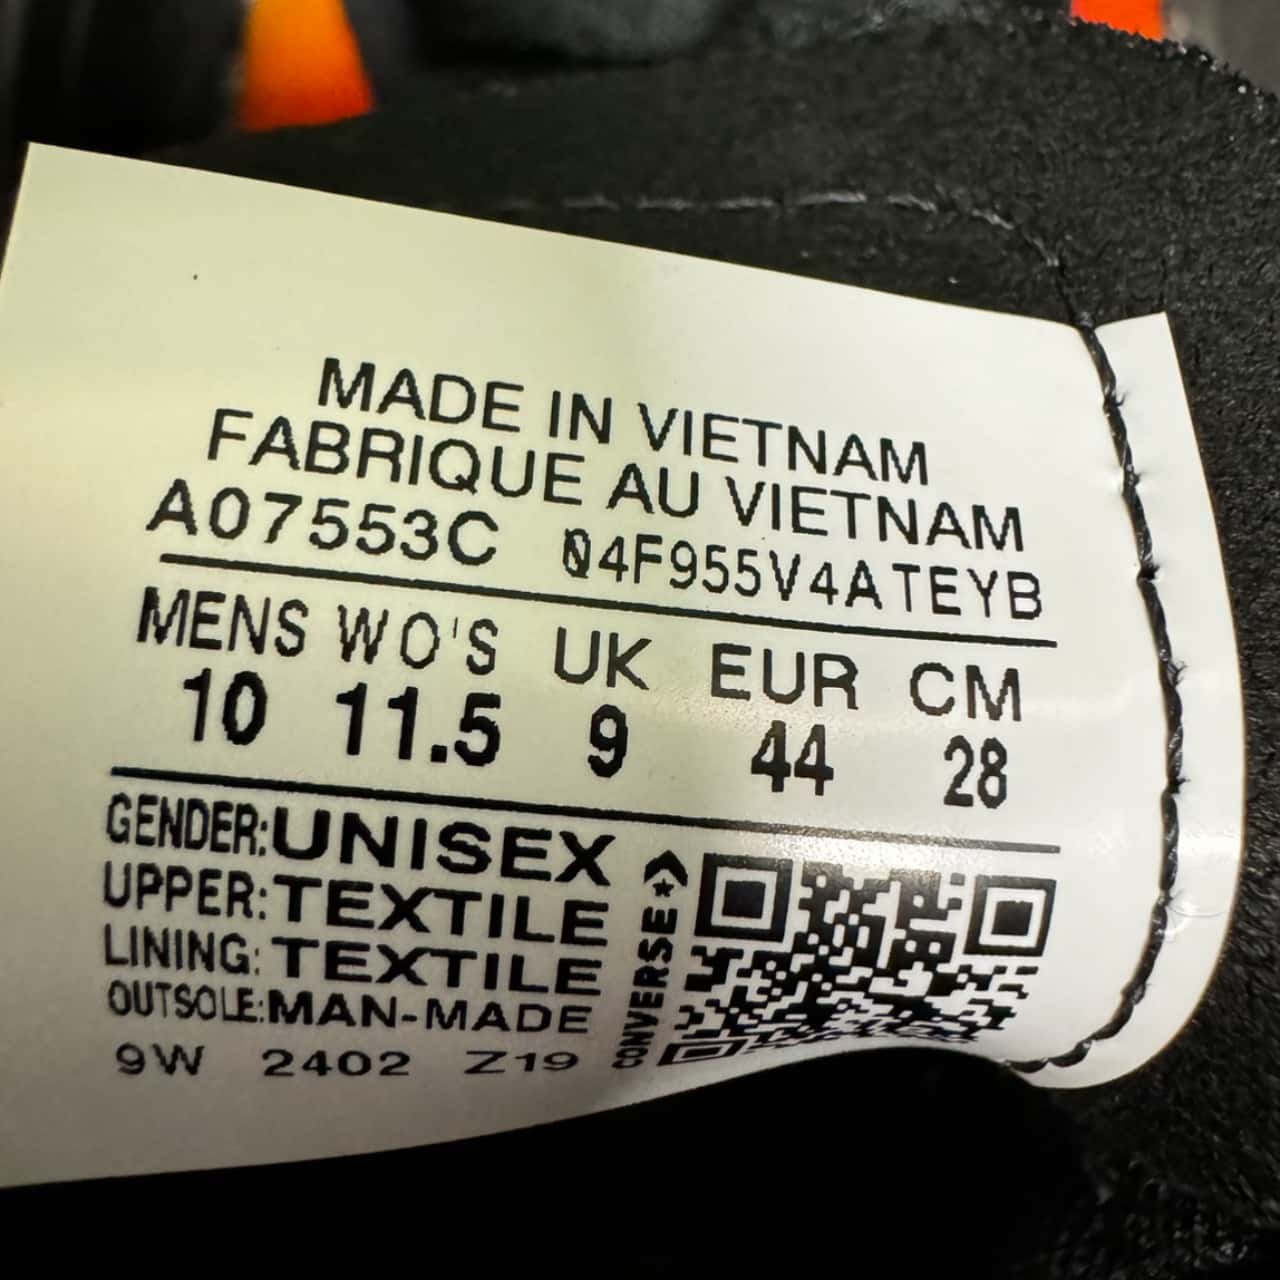 MADE IN VIETNAM
FABRIQUE AU VIETNAM
A07553C 04F955V4ATEYB
MENS WO'S UK EUR CM
10 11.5 9 44 28
GENDER:UNISEX
UPPER:TEXTILE
LINING:TEXTILE
OUTSOLE:MAN-MADE
9W 2402 Z19
CONVERSE